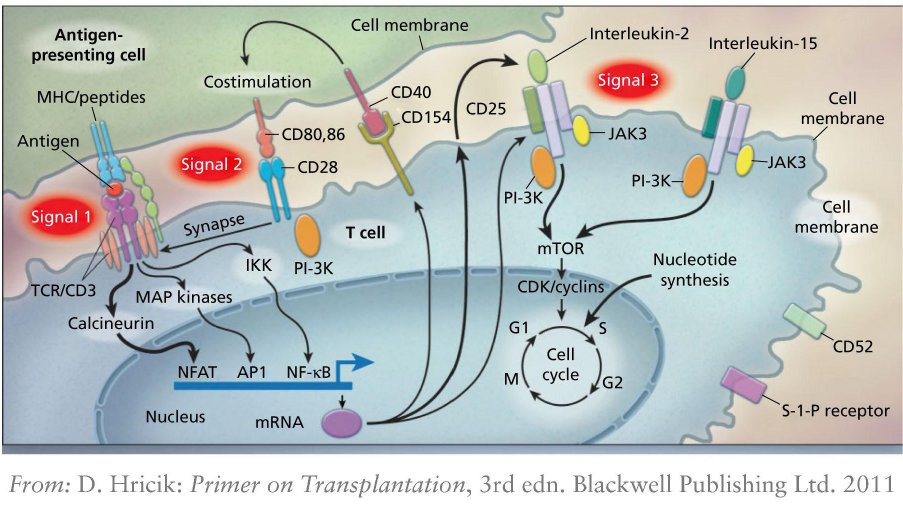 Antigen-
presenting cell
Cell membrane
Interleukin-2
Interleukin-15
Costimulation
Signal 3
MHC/peptides
CD40
CD25
Cell
membrane
Antigen
CD80,86
CD154
JAK3
JAK3
Signal 2
CD28
PI-3K
PI-3K
Signal 1
Synapse
T cell
Cell
membrane
IKK
PI-3K
mTOR
Nucleotide
synthesis
TCR/CD3
MAP kinases
CDK/cyclins
Calcineurin
G1
S
CD52
NFAT
AP1
NF-κB
Cell
cycle
M
G2
Nucleus
mRNA
S-1-P receptor
From: D. Hricik: Primer on Transplantation, 3rd edn. Blackwell Publishing Ltd. 2011